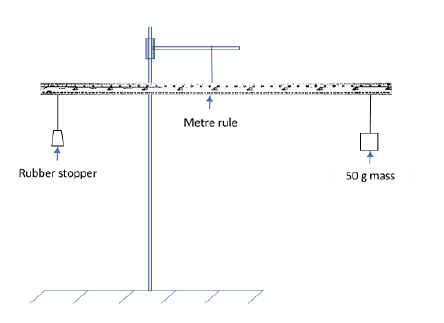 Metre rule
Rubber stopper
50 g mass